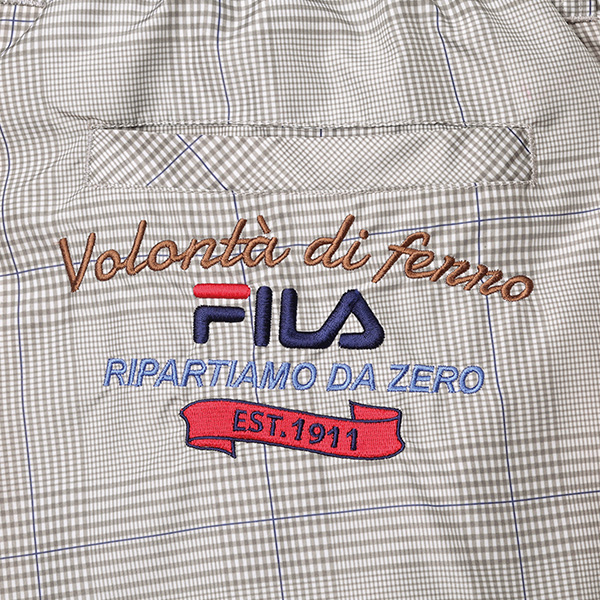 Volontà di ferro
FILA
RIPARTIAMO DA ZERO
EST.1911